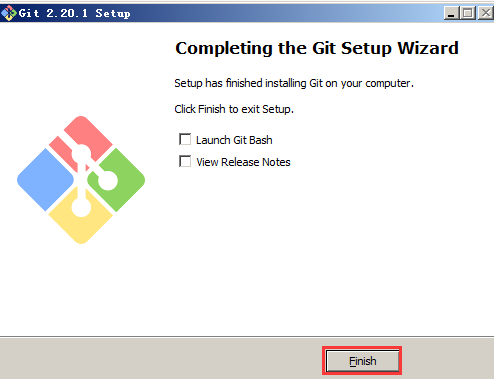 Git 2.20.1 Setup
Completing the Git Setup Wizard
Setup has finished installing Git on your computer.
Click Finish to exit Setup.
Launch Git Bash
View Release Notes
Finish